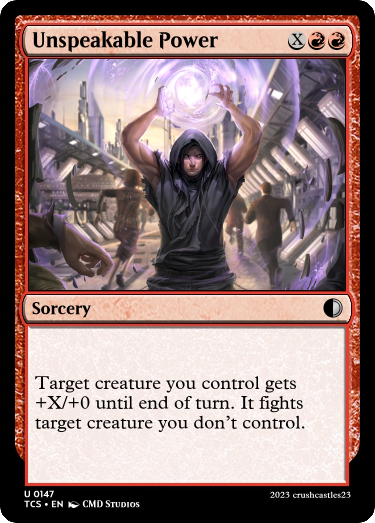 Unspeakable Power X
Sorcery
Target creature you control gets
+X/+0 until end of turn. It fights
target creature you don't control.
U 0147
TCS • EN CMD Studios
2023 crushcastles23